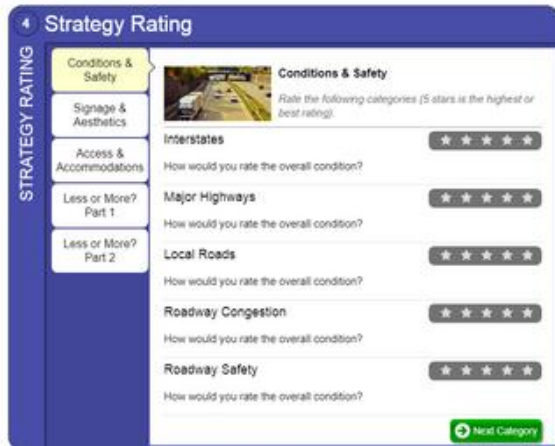 4 Strategy Rating
STRATEGY RATING
Conditions &
Safety
Signage &
Aesthetics
Access &
Accommodations
Less or More?
Part 1
Less or More?
Part 2
Conditions & Safety
Rate the following categories (5 stars is the highest or
best rating).
Interstates
How would you rate the overall condition?
Major Highways
How would you rate the overall condition?
Local Roads
How would you rate the overall condition?
Roadway Congestion
How would you rate the overall condition?
Roadway Safety
How would you rate the overall condition?
Next Category